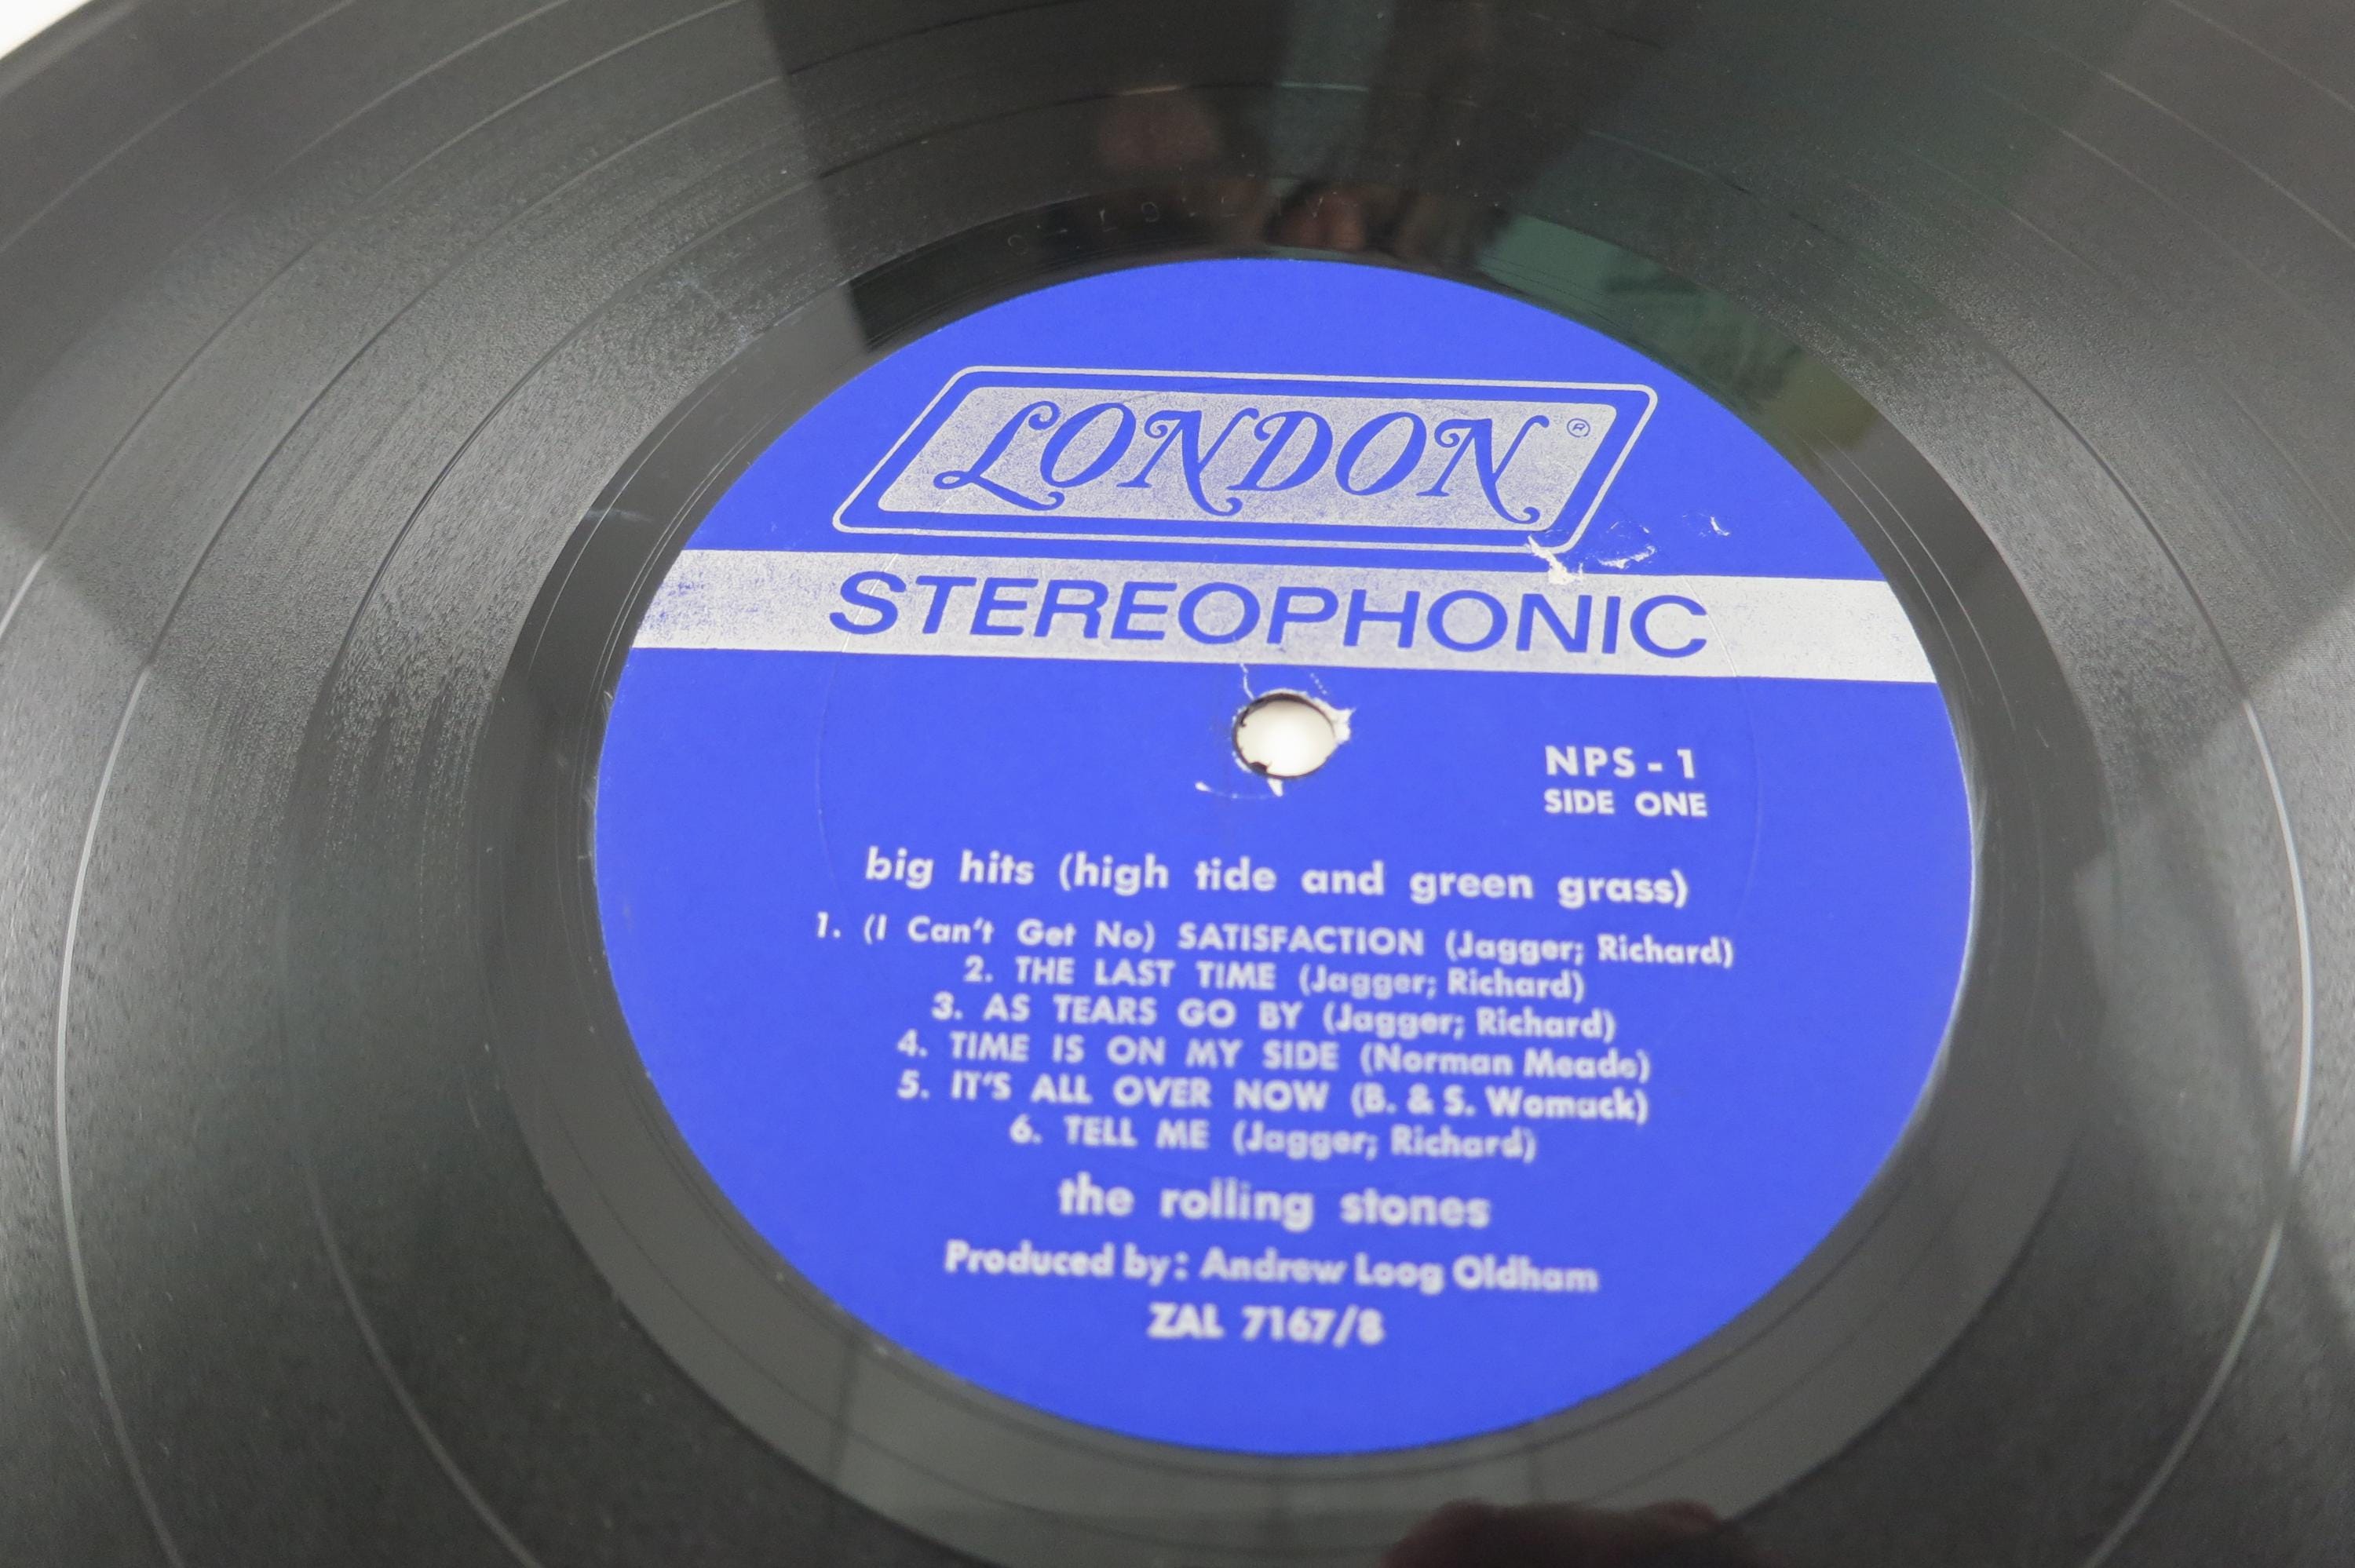 LONDON ®
STEREOPHONIC
NPS - 1
SIDE ONE
big hits (high tide and green grass)
1. (I Can't Get No) SATISFACTION (Jagger; Richard)
2. THE LAST TIME (Jagger; Richard)
3. AS TEARS GO BY (Jagger; Richard)
4. TIME IS ON MY SIDE (Norman Meade)
5. IT'S ALL OVER NOW (B. & S. Womack)
6. TELL ME (Jagger; Richard)
the rolling stones
Produced by: Andrew Loog Oldham
ZAL 7167/8